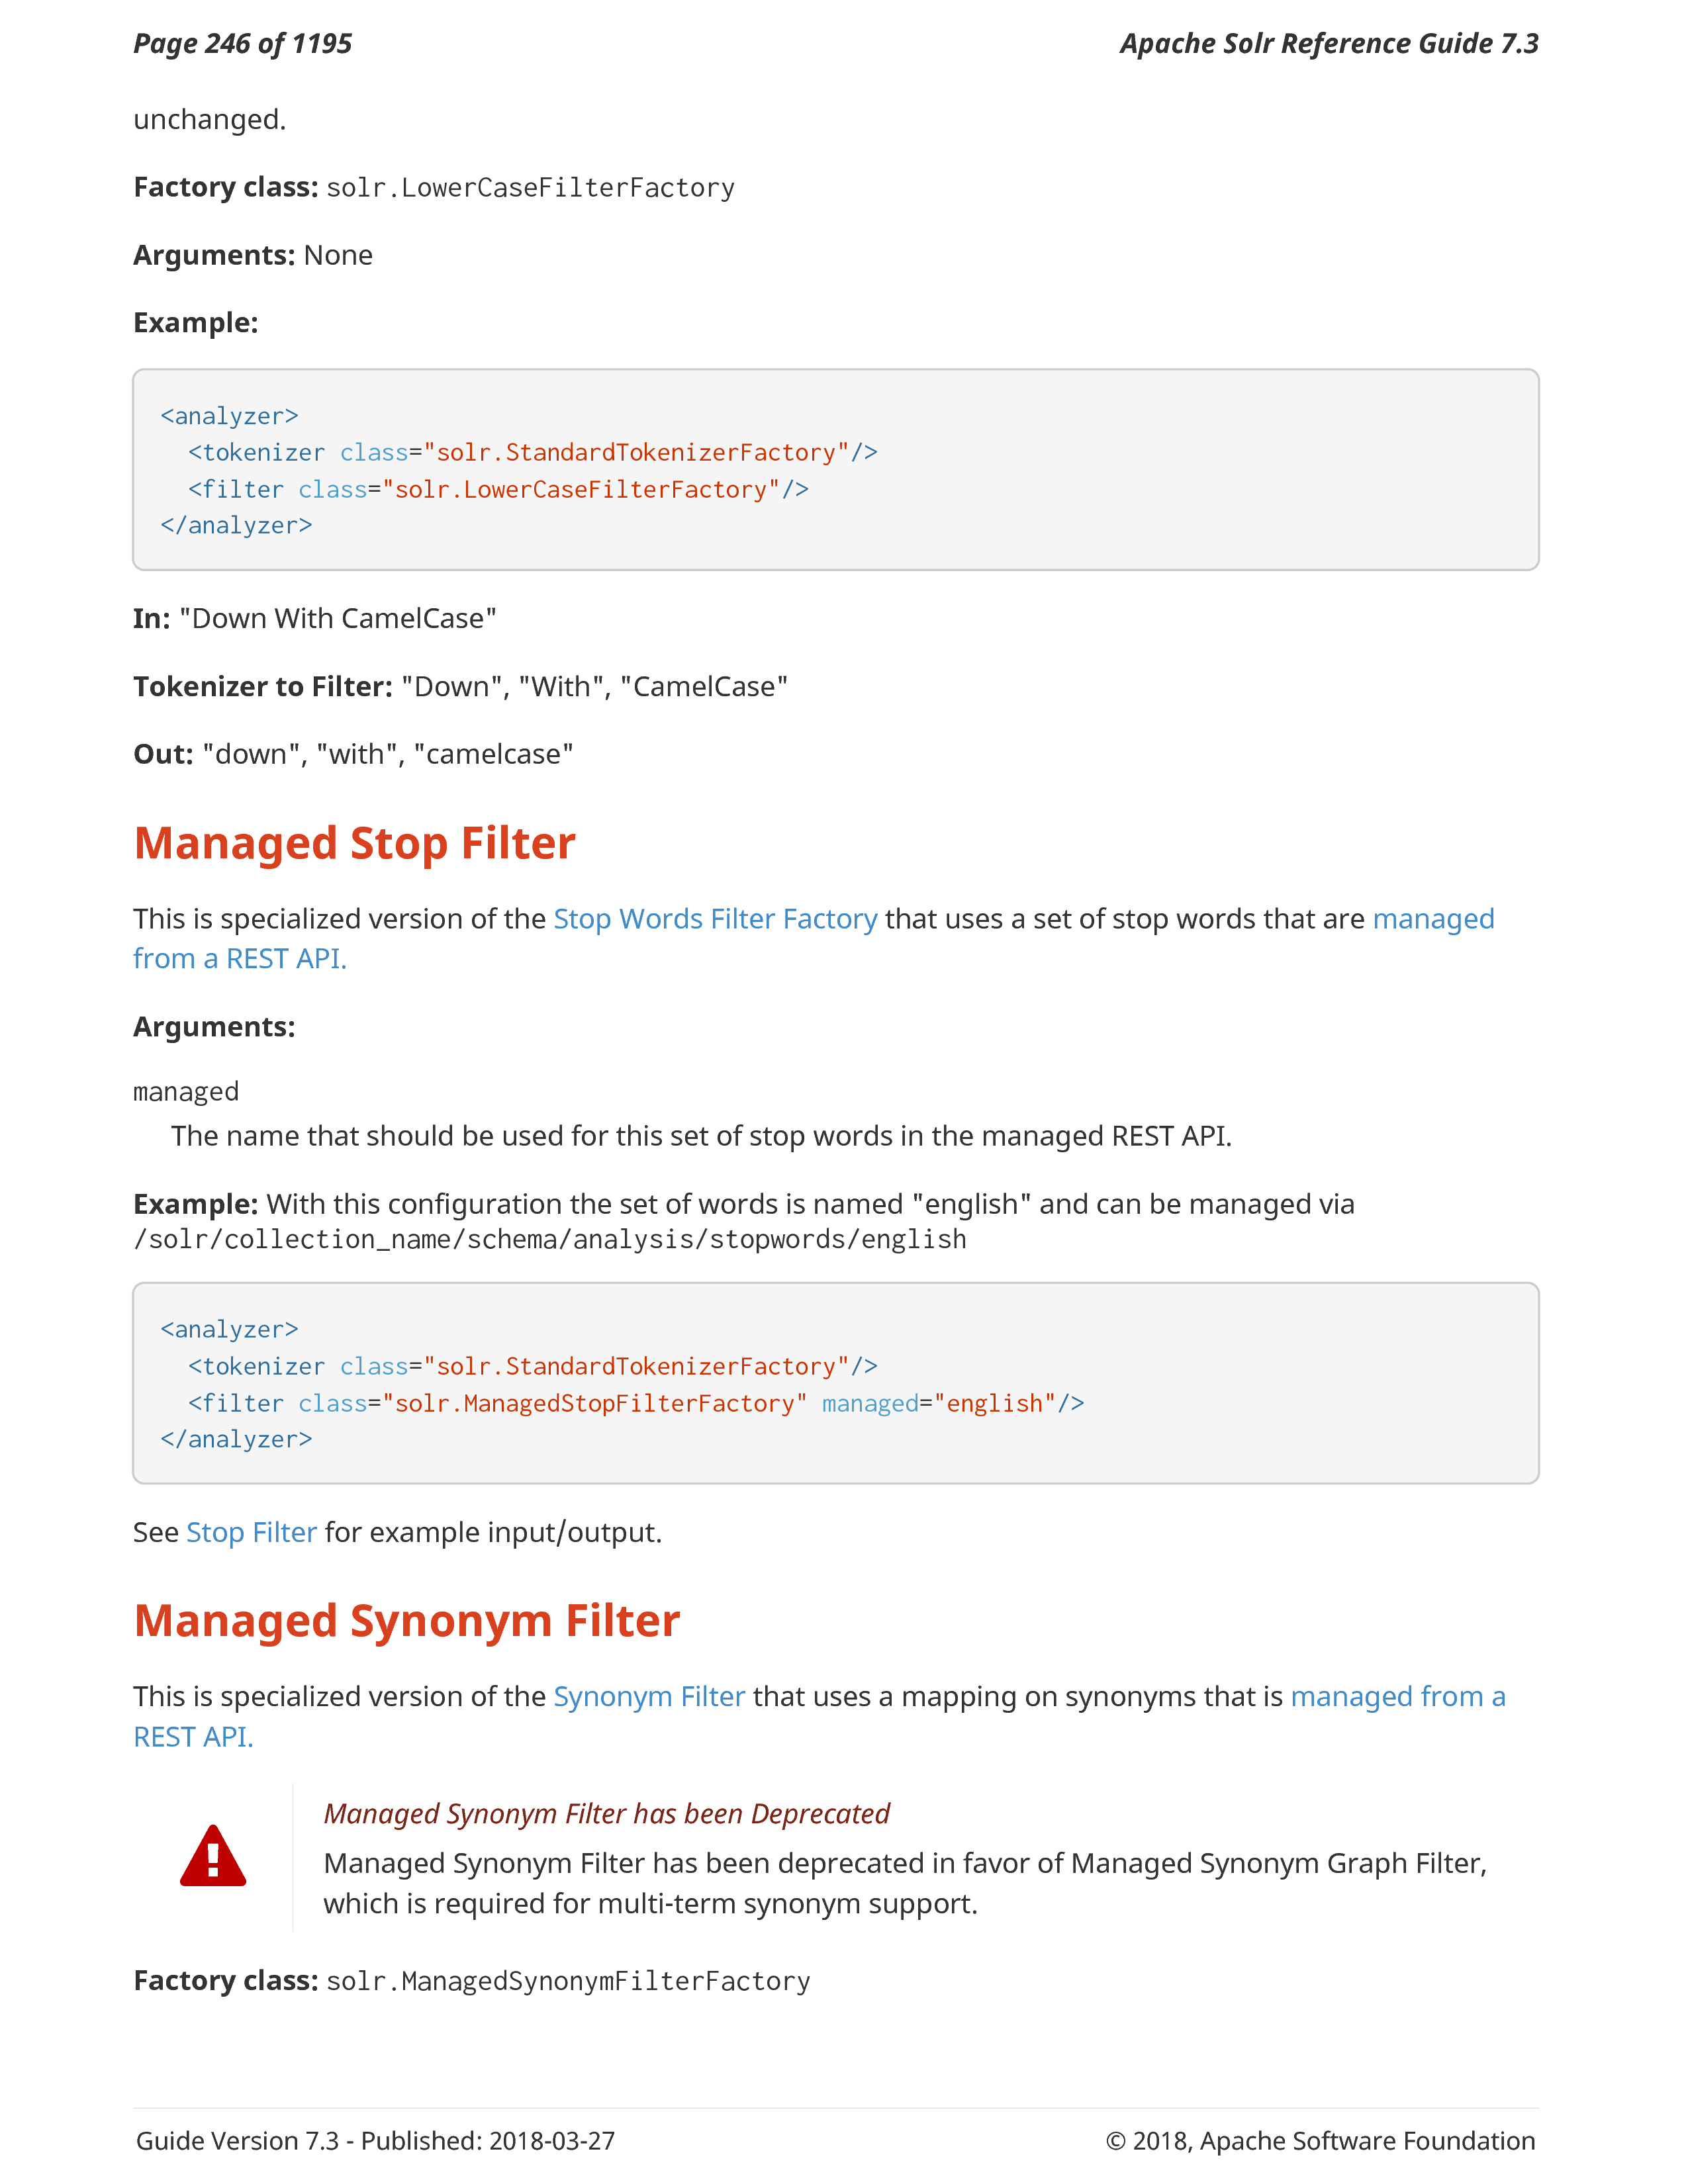 Page 246 of 1195
Apache Solr Reference Guide 7.3
unchanged.
Factory class: solr.LowerCaseFilterFactory
Arguments: None
Example:
<analyzer>
  <tokenizer class="solr.StandardTokenizerFactory"/>
  <filter class="solr.LowerCaseFilterFactory"/>
</analyzer>
In: "Down With CamelCase"
Tokenizer to Filter: "Down", "With", "CamelCase"
Out: "down", "with", "camelcase"
Managed Stop Filter
This is specialized version of the Stop Words Filter Factory that uses a set of stop words that are managed
from a REST API.
Arguments:
managed
The name that should be used for this set of stop words in the managed REST API.
Example: With this configuration the set of words is named "english" and can be managed via
/solr/collection_name/schema/analysis/stopwords/english
<analyzer>
  <tokenizer class="solr.StandardTokenizerFactory"/>
  <filter class="solr.ManagedStopFilterFactory" managed="english"/>
</analyzer>
See Stop Filter for example input/output.
Managed Synonym Filter
This is specialized version of the Synonym Filter that uses a mapping on synonyms that is managed from a
REST API.
Managed Synonym Filter has been Deprecated
Managed Synonym Filter has been deprecated in favor of Managed Synonym Graph Filter,
which is required for multi-term synonym support.
Factory class: solr.ManagedSynonymFilterFactory
Guide Version 7.3 - Published: 2018-03-27
© 2018, Apache Software Foundation